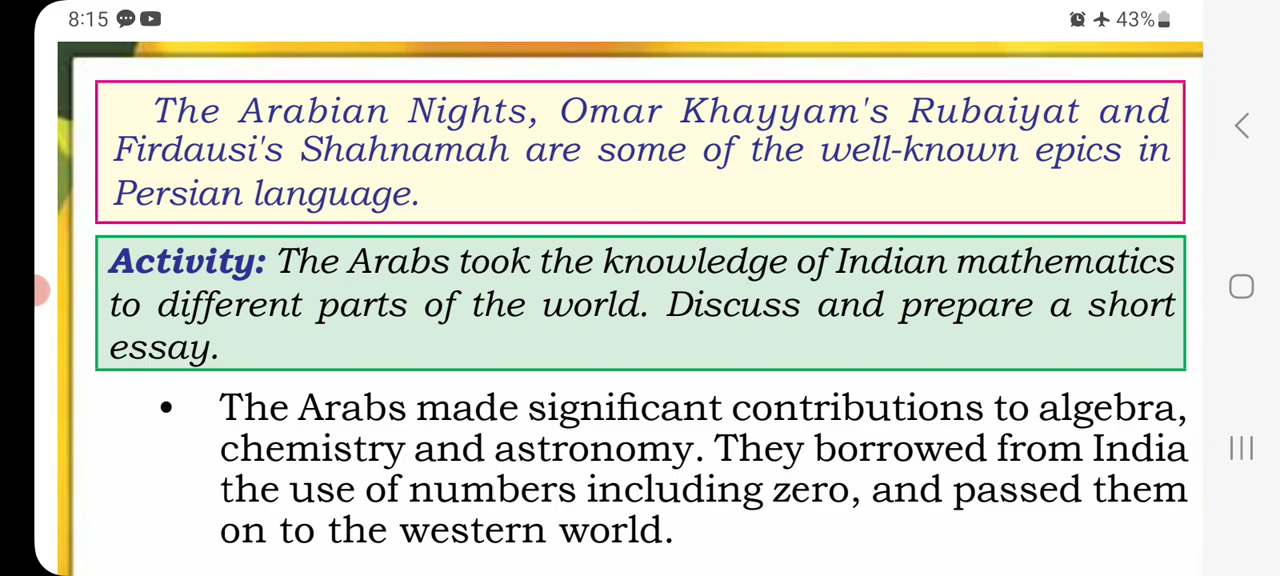 8:15
43%
The Arabian Nights, Omar Khayyam's Rubaiyat and
Firdausi's Shahnamah are some of the well-known epics in
Persian language.
Activity: The Arabs took the knowledge of Indian mathematics
to different parts of the world. Discuss and prepare a short
essay.
• The Arabs made significant contributions to algebra,
chemistry and astronomy. They borrowed from India
the use of numbers including zero, and passed them
on to the western world.